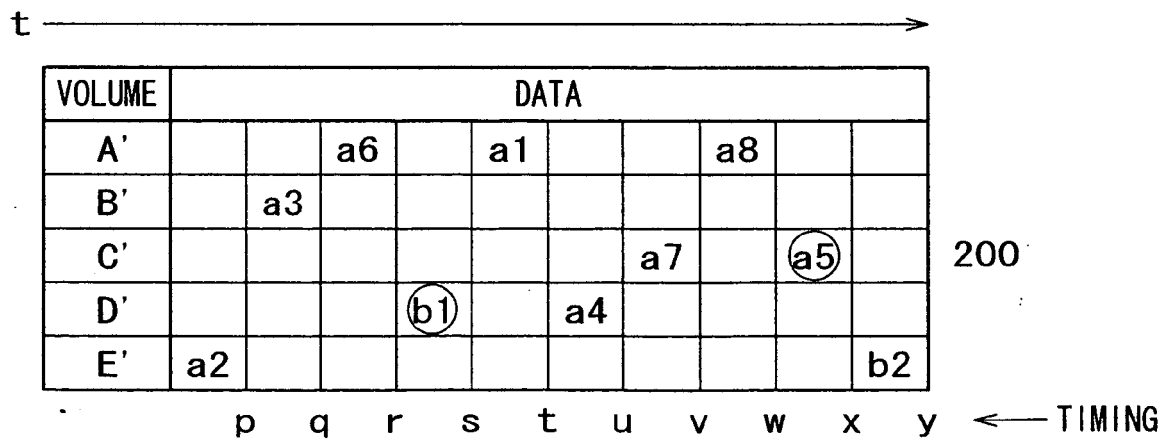 t
VOLUME DATA
A' a6 a1 a8
B' a3
C' a7 a5 200
D' b1 a4
E' a2 b2
p q r s t u v w x y TIMING